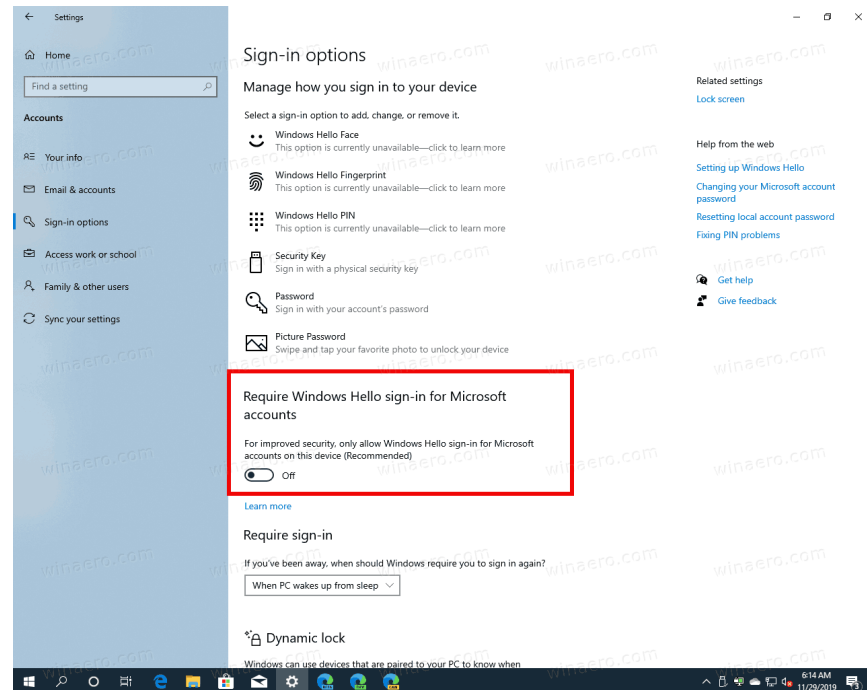 Settings
Home
Find a setting
Accounts
Your info
Email & accounts
Sign-in options
Access work or school
Family & other users
Sync your settings
Sign-in options
Manage how you sign in to your device
Select a sign-in option to add, change, or remove it.
Windows Hello Face
This option is currently unavailable—click to learn more
Windows Hello Fingerprint
This option is currently unavailable—click to learn more
Windows Hello PIN
This option is currently unavailable—click to learn more
Security Key
Sign in with a physical security key
Password
Sign in with your account's password
Picture Password
Swipe and tap your favorite photo to unlock your device
Require Windows Hello sign-in for Microsoft
accounts
For improved security, only allow Windows Hello sign-in for Microsoft
accounts on this device (Recommended)
Off
Learn more
Require sign-in
If you've been away, when should Windows require you to sign in again?
When PC wakes up from sleep
Dynamic lock
Windows can use devices that are paired to your PC to know when
Related settings
Lock screen
Help from the web
Setting up Windows Hello
Changing your Microsoft account
password
Resetting local account password
Fixing PIN problems
Get help
Give feedback
6:14 AM
11/29/2019
winaero.com